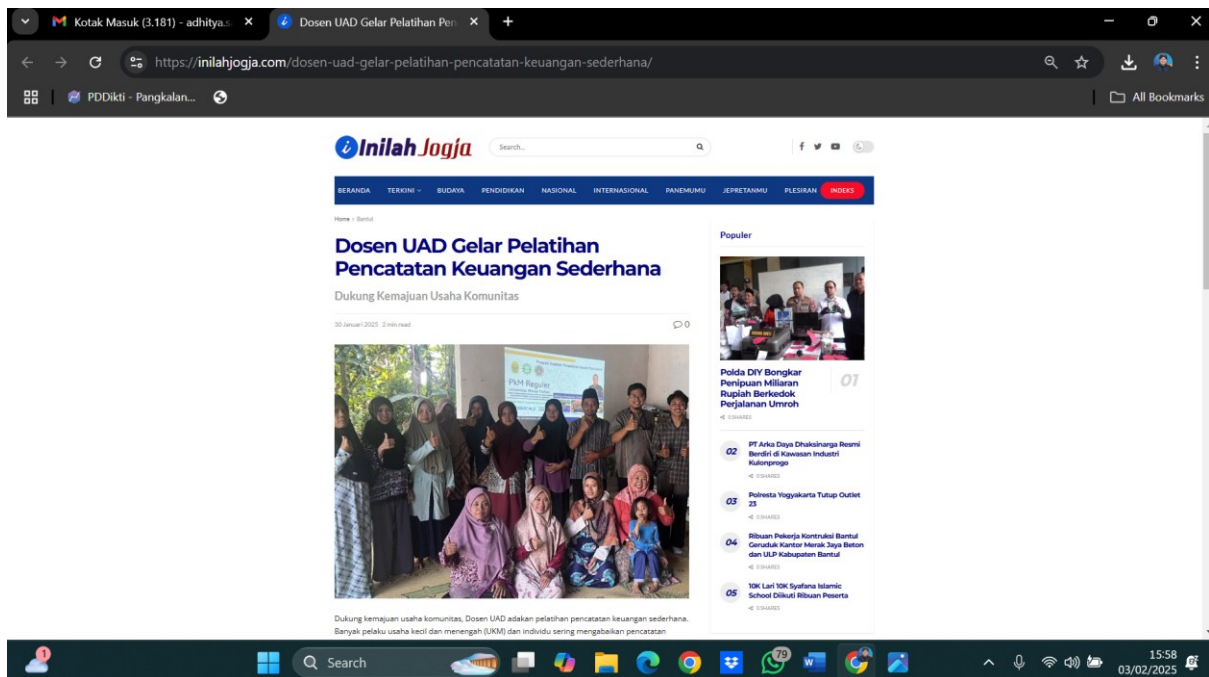 Kotak Masuk (3.181) - adhitya.s
Dosen UAD Gelar Pelatihan Pen
https://inilahjogja.com/dosen-uad-gelar-pelatihan-pencatatan-keuangan-sederhana/
PDDikti - Pangkalan...
All Bookmarks
Inilah Jogja
Search...
BERANDA TERKINI BUDAYA PENDIDIKAN NASIONAL INTERNASIONAL PANEMUMU JEPRETANMU PLESIRAN INDEKS
Home > Bantul
Dosen UAD Gelar Pelatihan
Pencatatan Keuangan Sederhana
Dukung Kemajuan Usaha Komunitas
30 Januari 2025 2 min read
0
PkM Reguler
Dukung kemajuan usaha komunitas, Dosen UAD adakan pelatihan pencatatan keuangan sederhana.
Banyak pelaku usaha kecil dan menengah (UKM) dan individu sering mengabaikan pencatatan
Populer
Polda DIY Bongkar
Penipuan Miliaran
Rupiah Berkedok
Perjalanan Umroh
01
0 SHARES
02
PT Arka Daya Dhaksinarga Resmi
Berdiri di Kawasan Industri
Kulonprogo
0 SHARES
03
Polresta Yogyakarta Tutup Outlet
23
0 SHARES
04
Ribuan Pekerja Kontruksi Bantul
Geruduk Kantor Merak Jaya Beton
dan ULP Kabupaten Bantul
0 SHARES
05
10K Lari 10K Syafana Islamic
School Diikuti Ribuan Peserta
0 SHARES
1
Search
79
15:58
03/02/2025